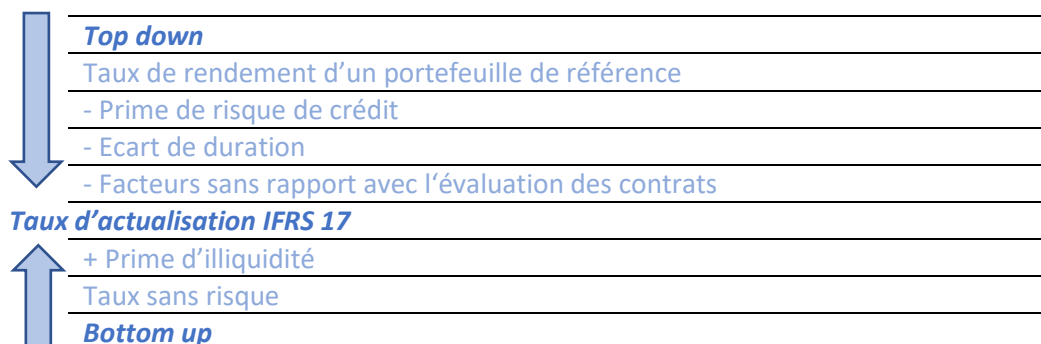 Top down
Taux de rendement d’un portefeuille de référence
- Prime de risque de crédit
- Ecart de duration
- Facteurs sans rapport avec l‘évaluation des contrats
Taux d’actualisation IFRS 17
+ Prime d’illiquidité
Taux sans risque
Bottom up